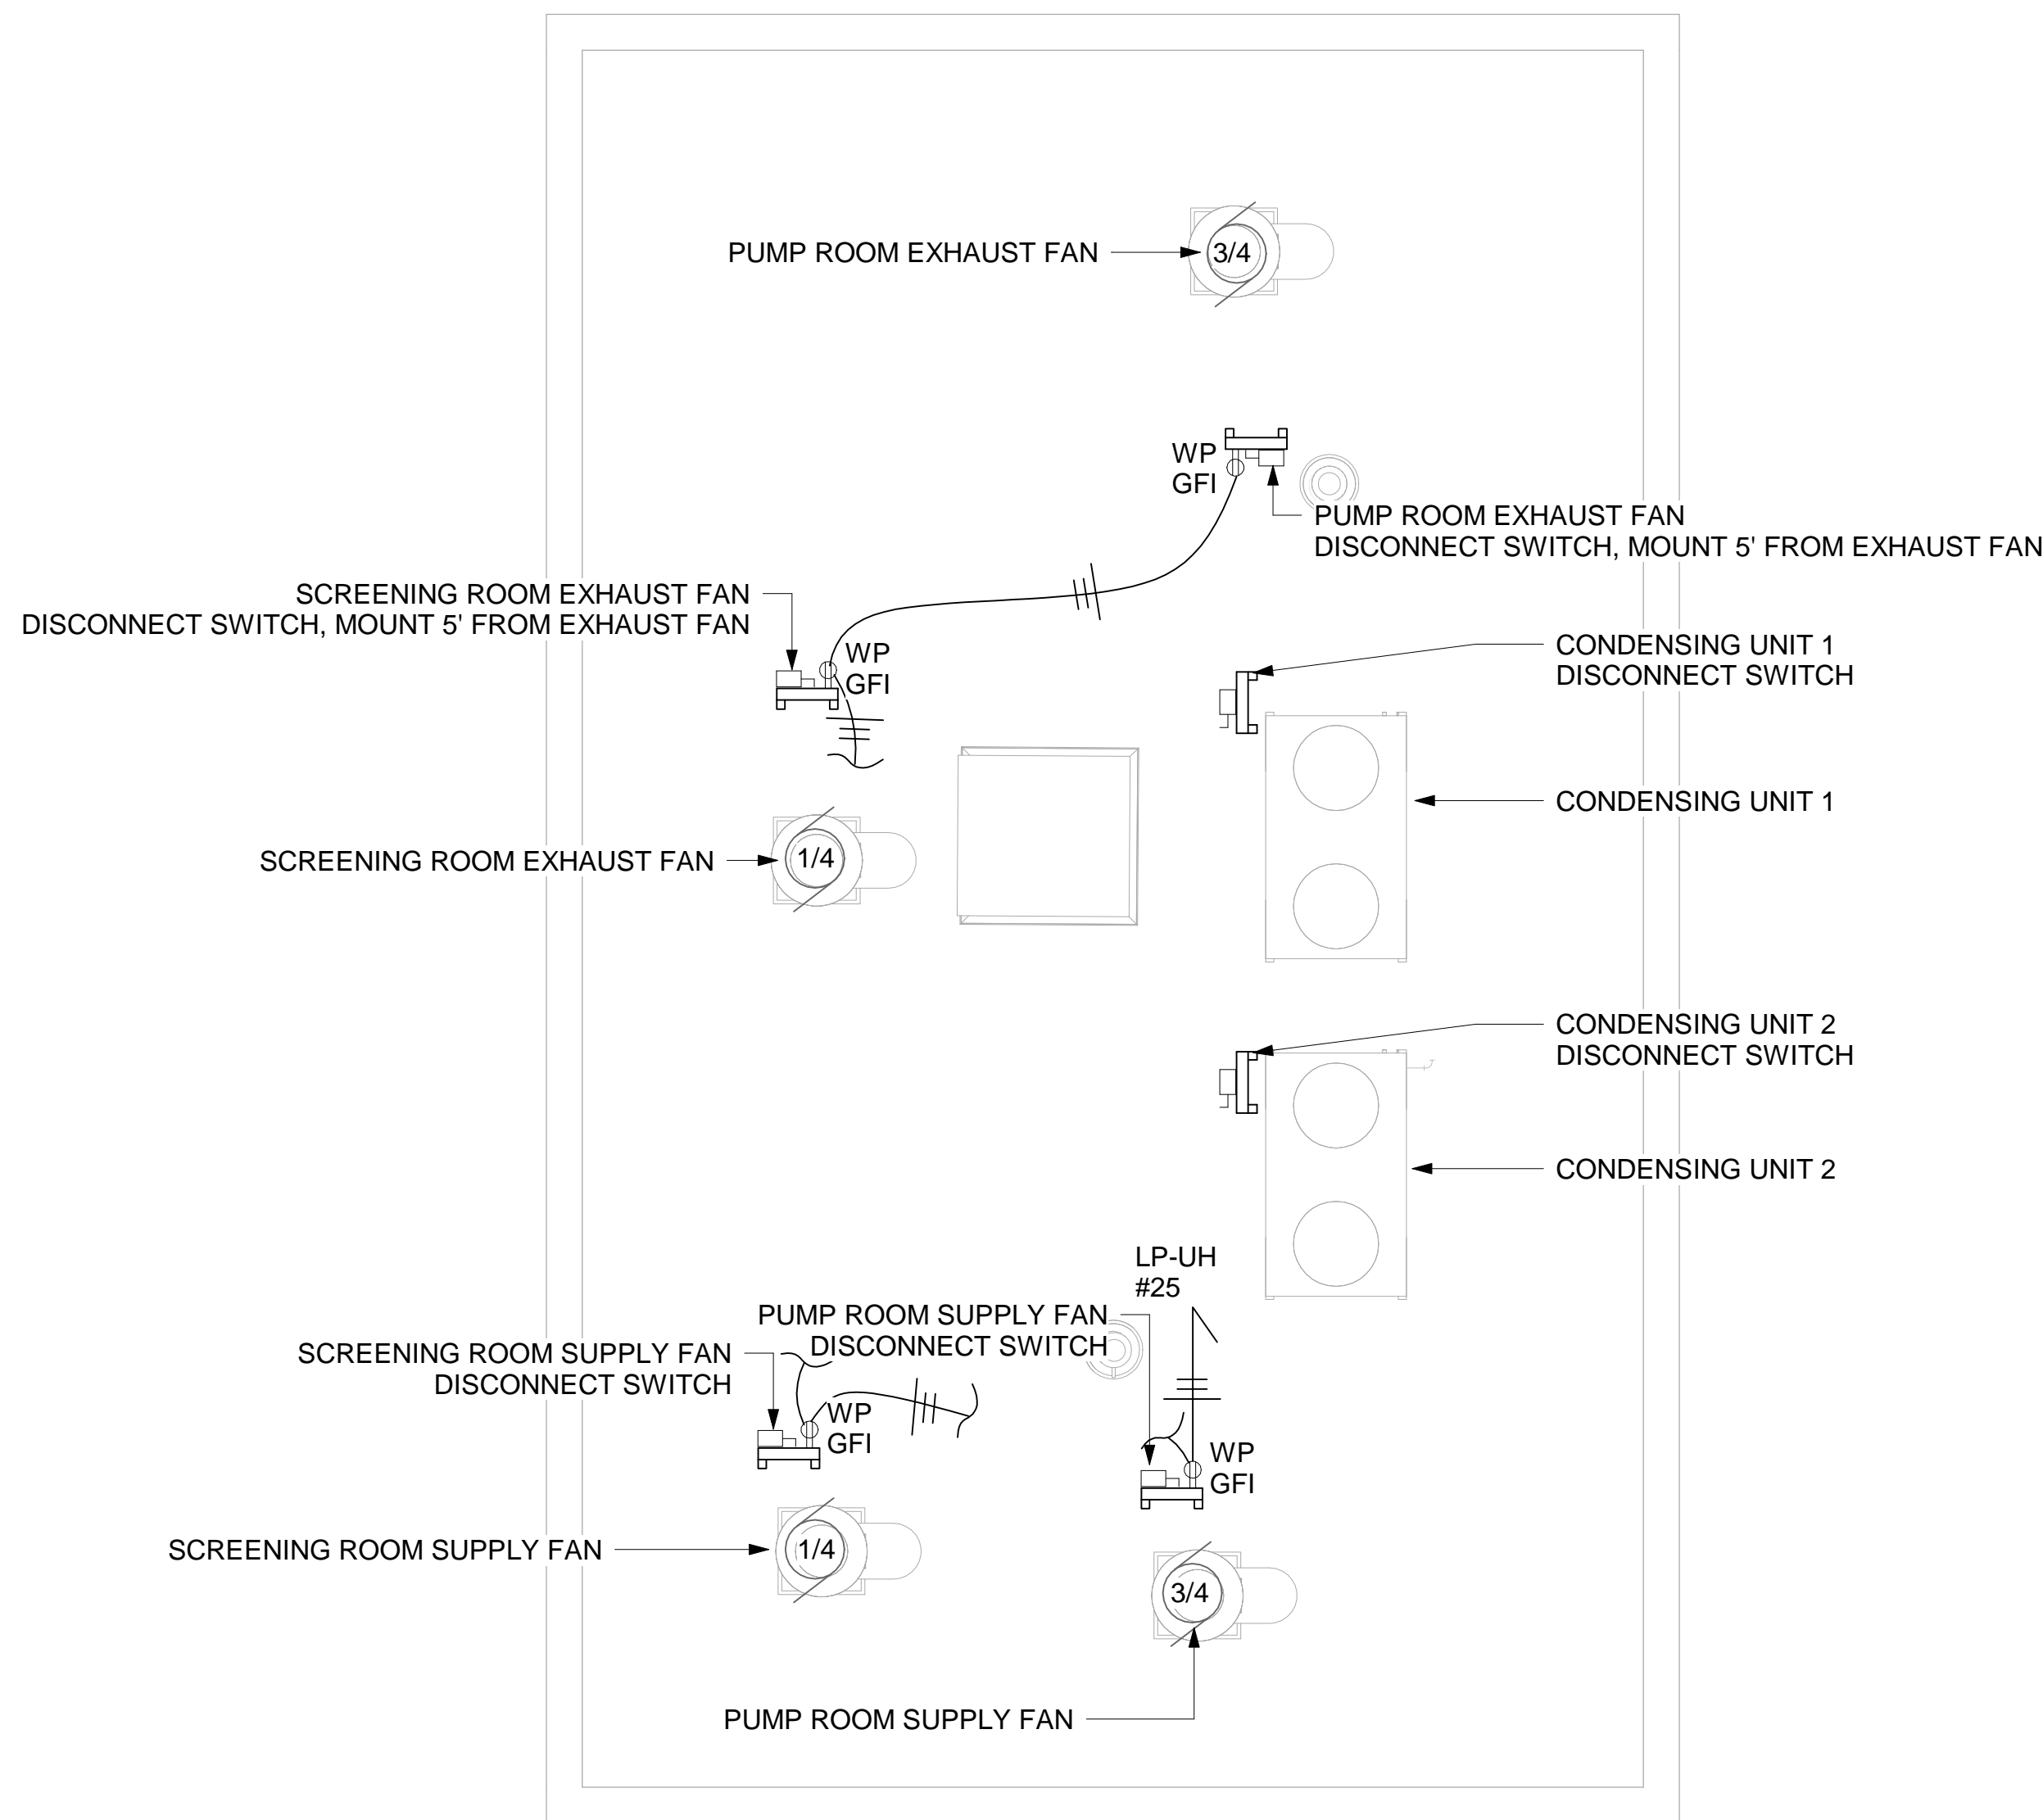 PUMP ROOM EXHAUST FAN
3/4
WP
GFI
PUMP ROOM EXHAUST FAN
DISCONNECT SWITCH, MOUNT 5' FROM EXHAUST FAN
SCREENING ROOM EXHAUST FAN
DISCONNECT SWITCH, MOUNT 5' FROM EXHAUST FAN
WP
GFI
CONDENSING UNIT 1
DISCONNECT SWITCH
CONDENSING UNIT 1
SCREENING ROOM EXHAUST FAN
1/4
CONDENSING UNIT 2
DISCONNECT SWITCH
CONDENSING UNIT 2
LP-UH
#25
PUMP ROOM SUPPLY FAN
DISCONNECT SWITCH
SCREENING ROOM SUPPLY FAN
DISCONNECT SWITCH
WP
GFI
WP
GFI
SCREENING ROOM SUPPLY FAN
1/4
3/4
PUMP ROOM SUPPLY FAN